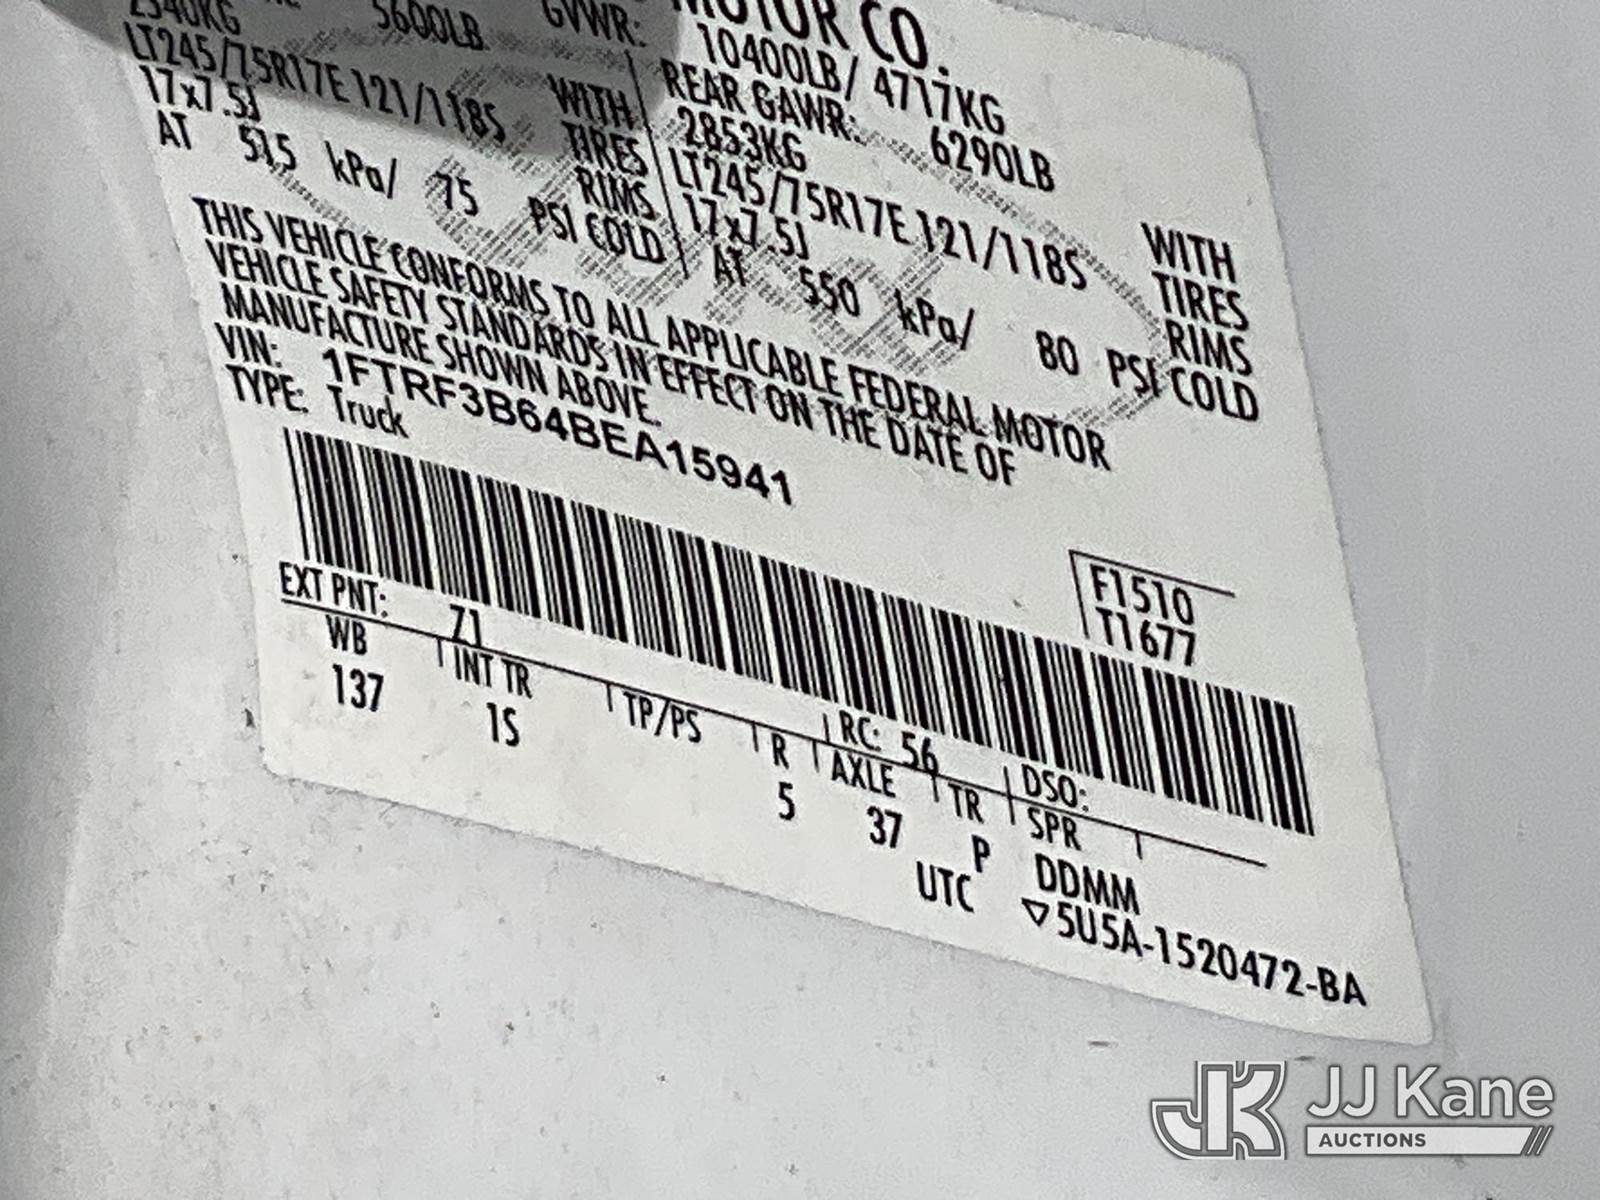 MOTOR CO.
GVWR: 10400LB/ 4717KG
5600LB REAR GAWR: 6290LB
2540KG 2853KG WITH
LT245/75R17E 121/118S WITH TIRES LT245/75R17E 121/118S TIRES
17x7.5J RIMS 17x7.5J RIMS
AT 515 kPa/ 75 PSI COLD AT 550 kPa/ 80 PSI COLD
THIS VEHICLE CONFORMS TO ALL APPLICABLE FEDERAL MOTOR
VEHICLE SAFETY STANDARDS IN EFFECT ON THE DATE OF
MANUFACTURE SHOWN ABOVE.
VIN: 1FTRF3B64BEA15941
TYPE: Truck
F1510
T1677
EXT PNT: Z1 RC: 56 DSO:
WB INT TR TP/PS R AXLE TR SPR
137 1S 5 37 P DDMM
UTC ▽5U5A-1520472-BA
JJ Kane
AUCTIONS